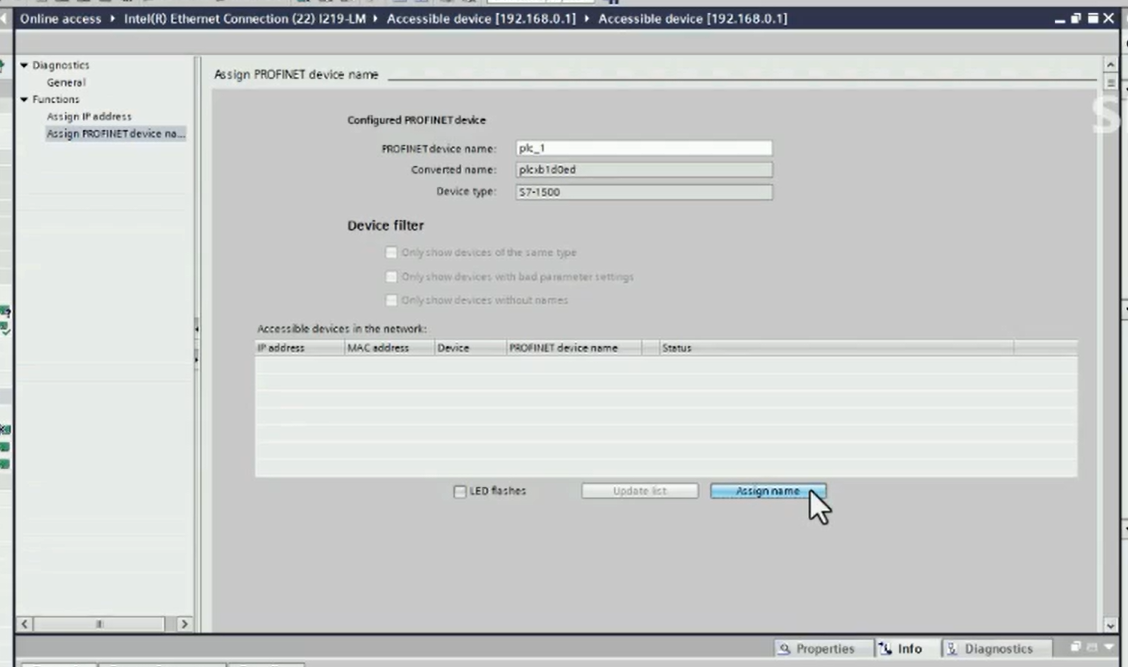 Online access ▸ Intel(R) Ethernet Connection (22) I219-LM ▸ Accessible device [192.168.0.1] ▸ Accessible device [192.168.0.1]
Diagnostics
General
Functions
Assign IP address
Assign PROFINET device na...
Assign PROFINET device name
Configured PROFINET device
PROFINET device name: plc_1
Converted name: plcxb1d0ed
Device type: S7-1500
Device filter
Only show devices of the same type
Only show devices with bad parameter settings
Only show devices without names
Accessible devices in the network:
IP address MAC address Device PROFINET device name Status
LED flashes Update list Assign name
Properties Info Diagnostics
S